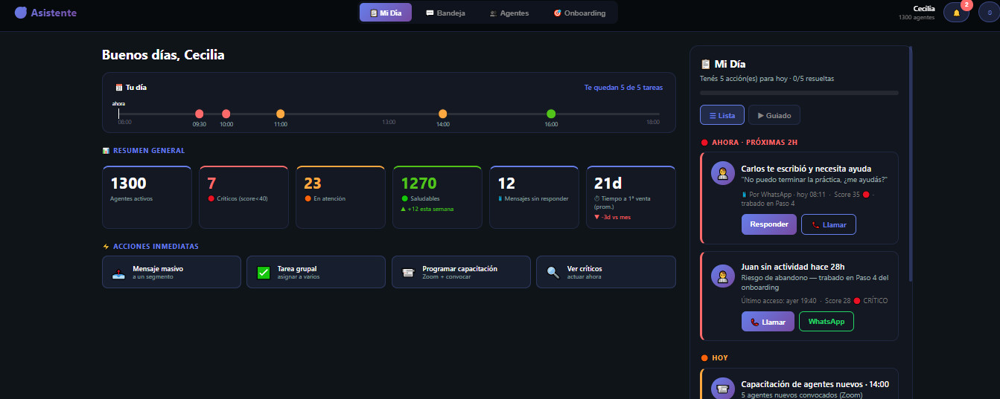 Asistente
Mi Día
Bandeja
Agentes
Onboarding
Cecilia
1300 agentes
2
Buenos días, Cecilia
Tu día
Te quedan 5 de 5 tareas
ahora
08:00
09:30
10:00
11:00
13:00
14:00
16:00
18:00
RESUMEN GENERAL
1300
Agentes activos
7
Críticos (score<40)
23
En atención
1270
Saludables
▲ +12 esta semana
12
Mensajes sin responder
21d
Tiempo a 1ª venta
(prom.)
▼ -3d vs mes
ACCIONES INMEDIATAS
Mensaje masivo
a un segmento
Tarea grupal
asignar a varios
Programar capacitación
Zoom + convocar
Ver críticos
actuar ahora
Mi Día
Tenés 5 acción(es) para hoy · 0/5 resueltas
☰ Lista
▶ Guiado
AHORA · PRÓXIMAS 2H
Carlos te escribió y necesita ayuda
"No puedo terminar la práctica, ¿me ayudás?"
Por WhatsApp · hoy 08:11 · Score 35 ·
trabado en Paso 4
Responder
Llamar
Juan sin actividad hace 28h
Riesgo de abandono — trabado en Paso 4 del
onboarding
Último acceso: ayer 19:40 · Score 28 CRÍTICO
Llamar
WhatsApp
HOY
Capacitación de agentes nuevos · 14:00
5 agentes nuevos convocados (Zoom)